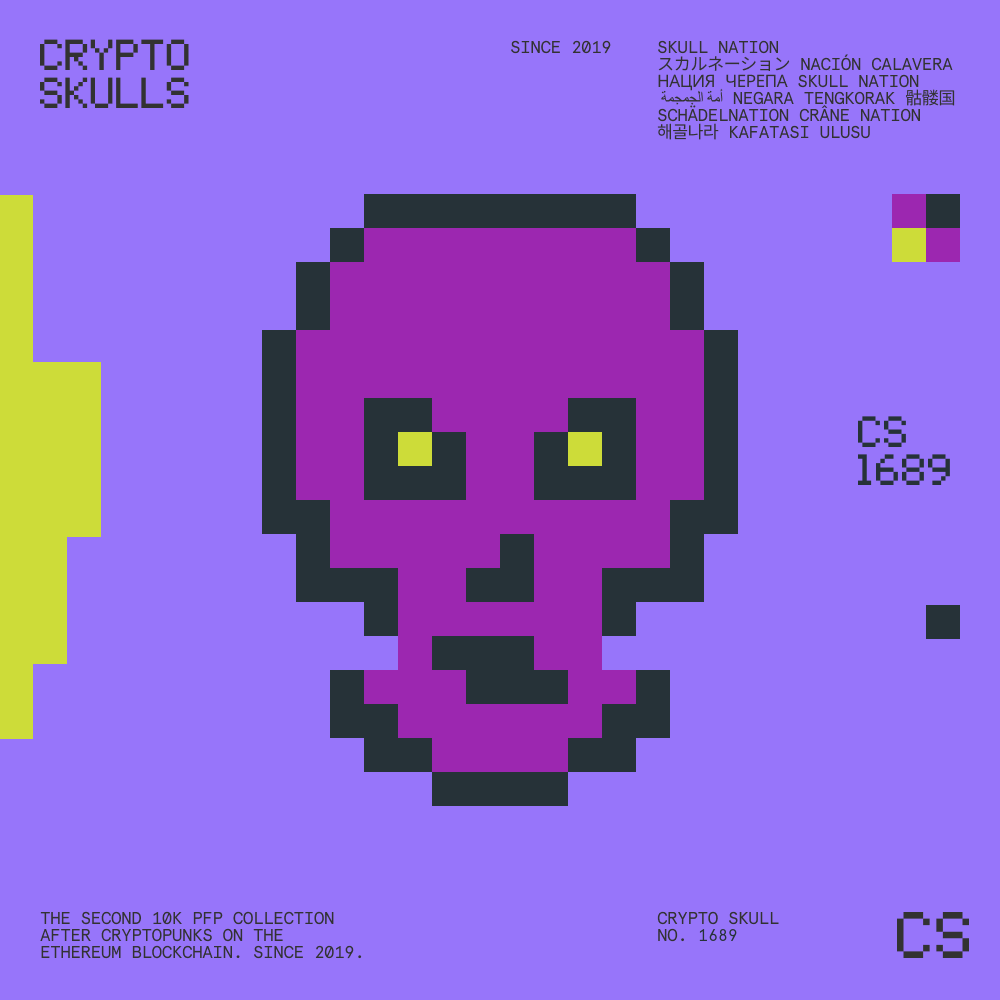 CRYPTO
SKULLS
SINCE 2019
SKULL NATION
スカルネーション NACIÓN CALAVERA
НАЦИЯ ЧЕРЕПА SKULL NATION
أمة الجمجمة NEGARA TENGKORAK 骷髅国
SCHÄDELNATION CRÂNE NATION
해골나라 KAFATASI ULUSU
CS
1689
THE SECOND 10K PFP COLLECTION
AFTER CRYPTOPUNKS ON THE
ETHEREUM BLOCKCHAIN. SINCE 2019.
CRYPTO SKULL
NO. 1689
CS